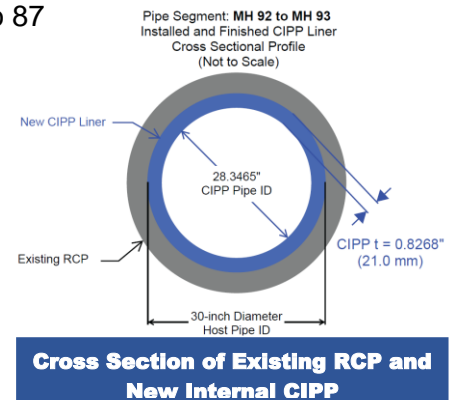 o 87
Pipe Segment: MH 92 to MH 93
Installed and Finished CIPP Liner
Cross Sectional Profile
(Not to Scale)
New CIPP Liner
28.3465"
CIPP Pipe ID
CIPP t = 0.8268"
(21.0 mm)
Existing RCP
30-inch Diameter
Host Pipe ID
Cross Section of Existing RCP and
New Internal CIPP